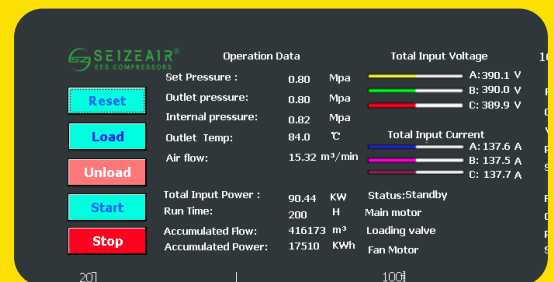 SEIZEAIR®
EES COMPRESSORS
Operation Data
Set Pressure : 0.80 Mpa
Outlet pressure: 0.80 Mpa
Internal pressure: 0.82 Mpa
Outlet Temp: 84.0 ℃
Air flow: 15.32 m³/min
Total Input Power : 90.44 KW
Run Time: 200 H
Accumulated Flow: 416173 m³
Accumulated Power: 17510 KWh
Total Input Voltage
A:390.1 V
B: 390.0 V
C: 389.9 V
Total Input Current
A:137.6 A
B: 137.5 A
C: 137.7 A
Status:Standby
Main motor
Loading valve
Fan Motor
Reset
Load
Unload
Start
Stop